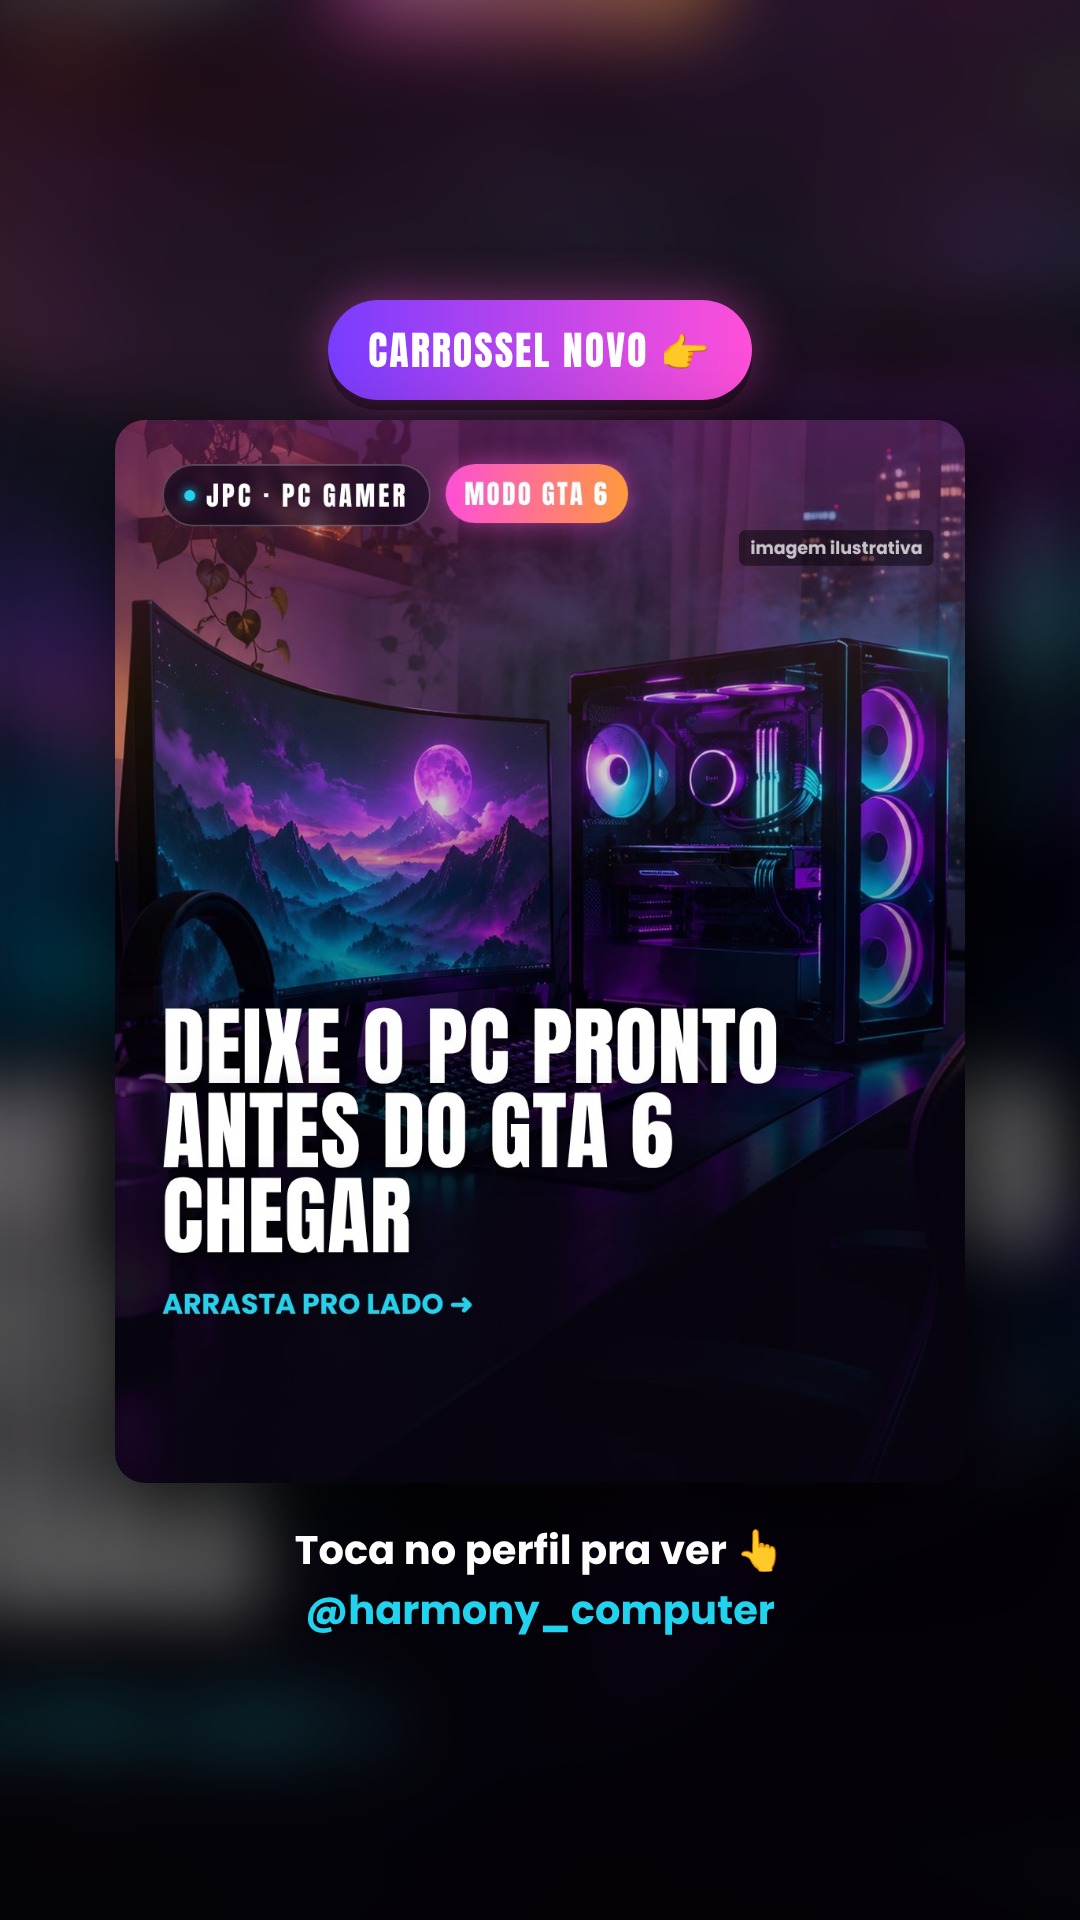 CARROSSEL NOVO 👉
JPC · PC GAMER
MODO GTA 6
imagem ilustrativa
DEIXE O PC PRONTO
ANTES DO GTA 6
CHEGAR
ARRASTA PRO LADO ➜
Toca no perfil pra ver 👆
@harmony_computer